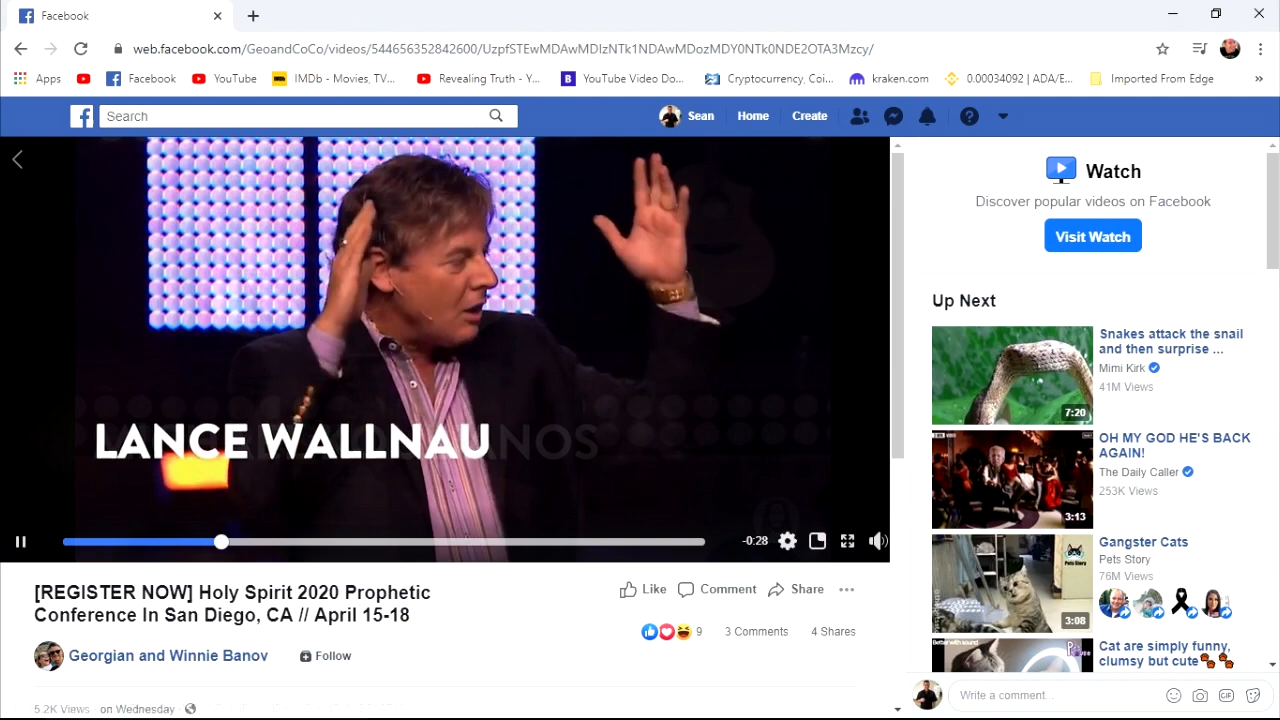 Facebook
web.facebook.com/GeoandCoCo/videos/544656352842600/UzpfSTEwMDAwMDIzNTk1NDAwMDozMDY0NTk0NDE2OTA3Mzcy/
Apps Facebook YouTube IMDb - Movies, TV... Revealing Truth - Y... YouTube Video Do... Cryptocurrency, Coi... kraken.com 0.00034092 | ADA/E... Imported From Edge »
Search Sean Home Create
LANCE WALLNAU
-0:28
[REGISTER NOW] Holy Spirit 2020 Prophetic
Conference In San Diego, CA // April 15-18
Like Comment Share
9 3 Comments 4 Shares
Georgian and Winnie Banov Follow
5.2K Views · on Wednesday ·
Watch
Discover popular videos on Facebook
Visit Watch
Up Next
Snakes attack the snail
and then surprise ...
Mimi Kirk
41M Views
7:20
OH MY GOD HE'S BACK
AGAIN!
The Daily Caller
253K Views
3:13
Gangster Cats
Pets Story
76M Views
3:08
Better with sound
Cat are simply funny,
clumsy but cute
Write a comment...
GIF